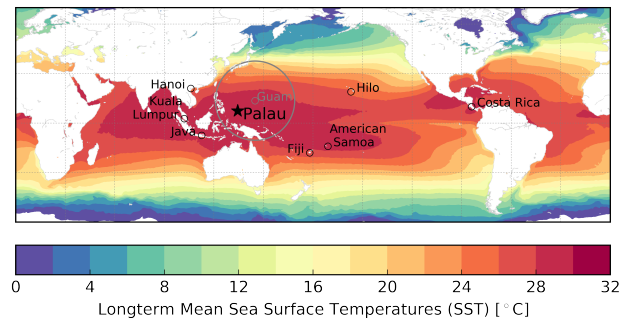 Hanoi
Guam
Hilo
Kuala
Lumpur
Palau
Costa Rica
Java
American
Samoa
Fiji
0 4 8 12 16 20 24 28 32
Longterm Mean Sea Surface Temperatures (SST) [°C]